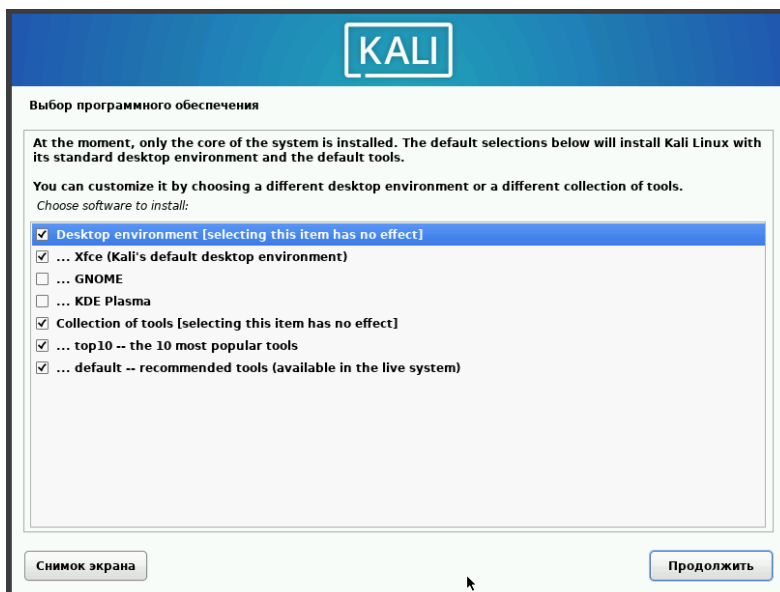 KALI
Выбор программного обеспечения
At the moment, only the core of the system is installed. The default selections below will install Kali Linux with
its standard desktop environment and the default tools.
You can customize it by choosing a different desktop environment or a different collection of tools.
Choose software to install:
Desktop environment [selecting this item has no effect]
... Xfce (Kali's default desktop environment)
... GNOME
... KDE Plasma
Collection of tools [selecting this item has no effect]
... top10 -- the 10 most popular tools
... default -- recommended tools (available in the live system)
Снимок экрана
Продолжить